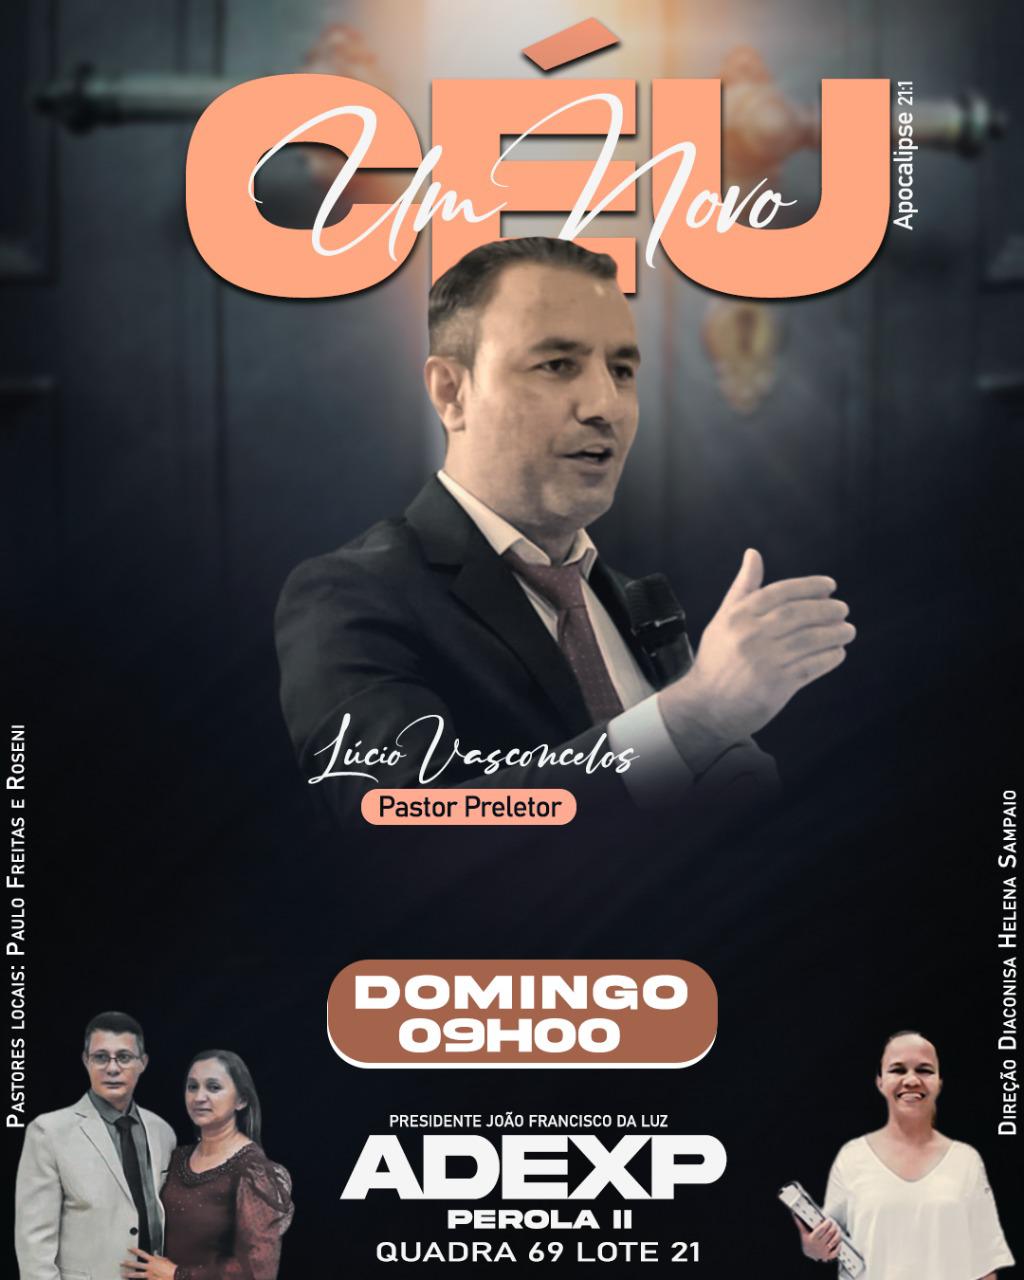 CÉU
Um Novo
Apocalipse 21:1
Lúcio Vasconcelos
Pastor Preletor
PASTORES LOCAIS: PAULO FREITAS E ROSENI
DIREÇÃO DIACONISA HELENA SAMPAIO
DOMINGO
09H00
PRESIDENTE JOÃO FRANCISCO DA LUZ
ADEXP
PEROLA II
QUADRA 69 LOTE 21